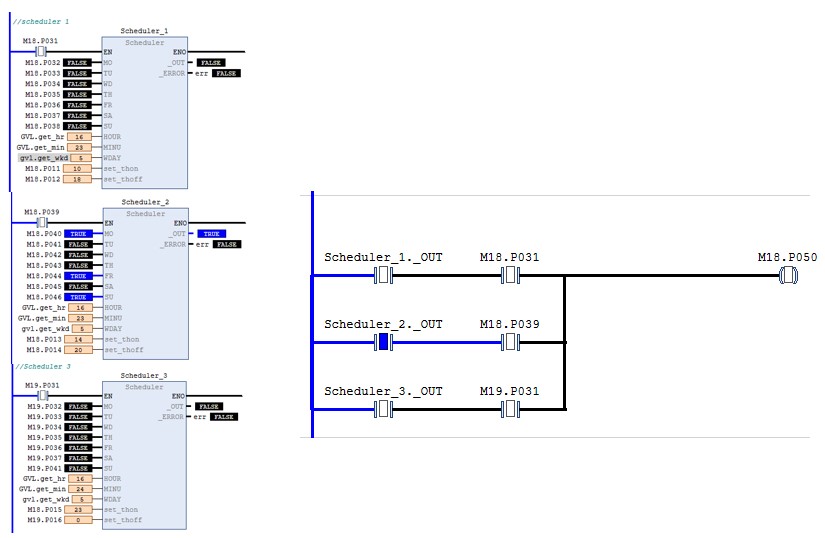 //scheduler 1
Scheduler_1
M18.P031
Scheduler
EN ENO
M18.P032 FALSE MO _OUT FALSE
M18.P033 FALSE TU _ERROR err FALSE
M18.P034 FALSE WD
M18.P035 FALSE TH
M18.P036 FALSE FR
M18.P037 FALSE SA
M18.P038 FALSE SU
GVL.get_hr 16 HOUR
GVL.get_min 23 MINU
gvl.get_wkd 5 WDAY
M18.P011 10 set_thon
M18.P012 18 set_thoff
Scheduler_2
M18.P039
Scheduler
EN ENO
M18.P040 TRUE MO _OUT TRUE
M18.P041 FALSE TU _ERROR err FALSE
M18.P042 FALSE WD
M18.P043 FALSE TH
M18.P044 TRUE FR
M18.P045 FALSE SA
M18.P046 TRUE SU
GVL.get_hr 16 HOUR
GVL.get_min 23 MINU
gvl.get_wkd 5 WDAY
M18.P013 14 set_thon
M18.P014 20 set_thoff
//Scheduler 3
Scheduler_3
M19.P031
Scheduler
EN ENO
M19.P032 FALSE MO _OUT FALSE
M19.P033 FALSE TU _ERROR err FALSE
M19.P034 FALSE WD
M19.P035 FALSE TH
M19.P036 FALSE FR
M19.P037 FALSE SA
M19.P041 FALSE SU
GVL.get_hr 16 HOUR
GVL.get_min 24 MINU
gvl.get_wkd 5 WDAY
M18.P015 23 set_thon
M19.P016 0 set_thoff
Scheduler_1._OUT M18.P031 M18.P050
Scheduler_2._OUT M18.P039
Scheduler_3._OUT M19.P031